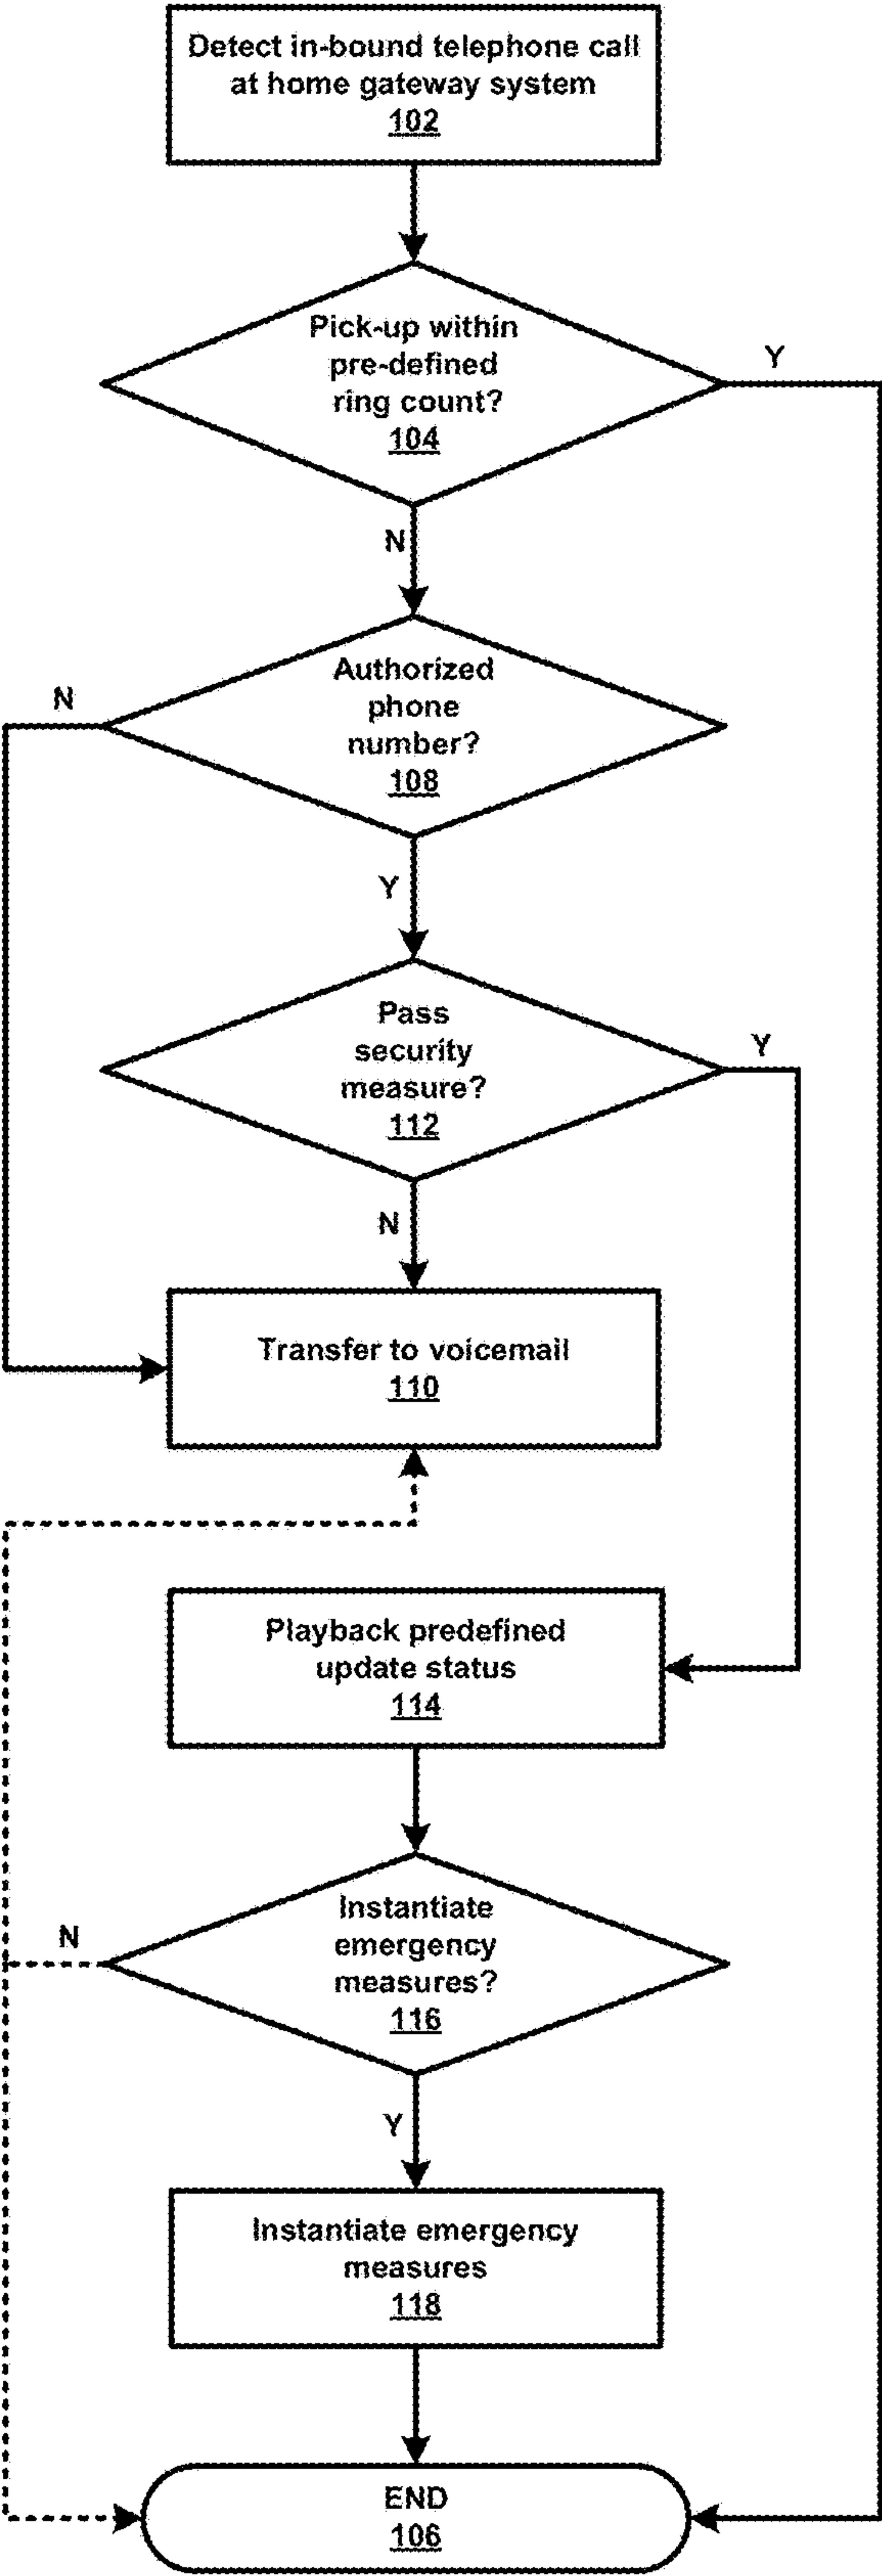 Detect in-bound telephone call
at home gateway system
102
Pick-up within
pre-defined
ring count?
104
Y
N
Authorized
phone
number?
108
N
Y
Pass
security
measure?
112
Y
N
Transfer to voicemail
110
Playback predefined
update status
114
Instantiate
emergency
measures?
116
N
Y
Instantiate emergency
measures
118
END
106